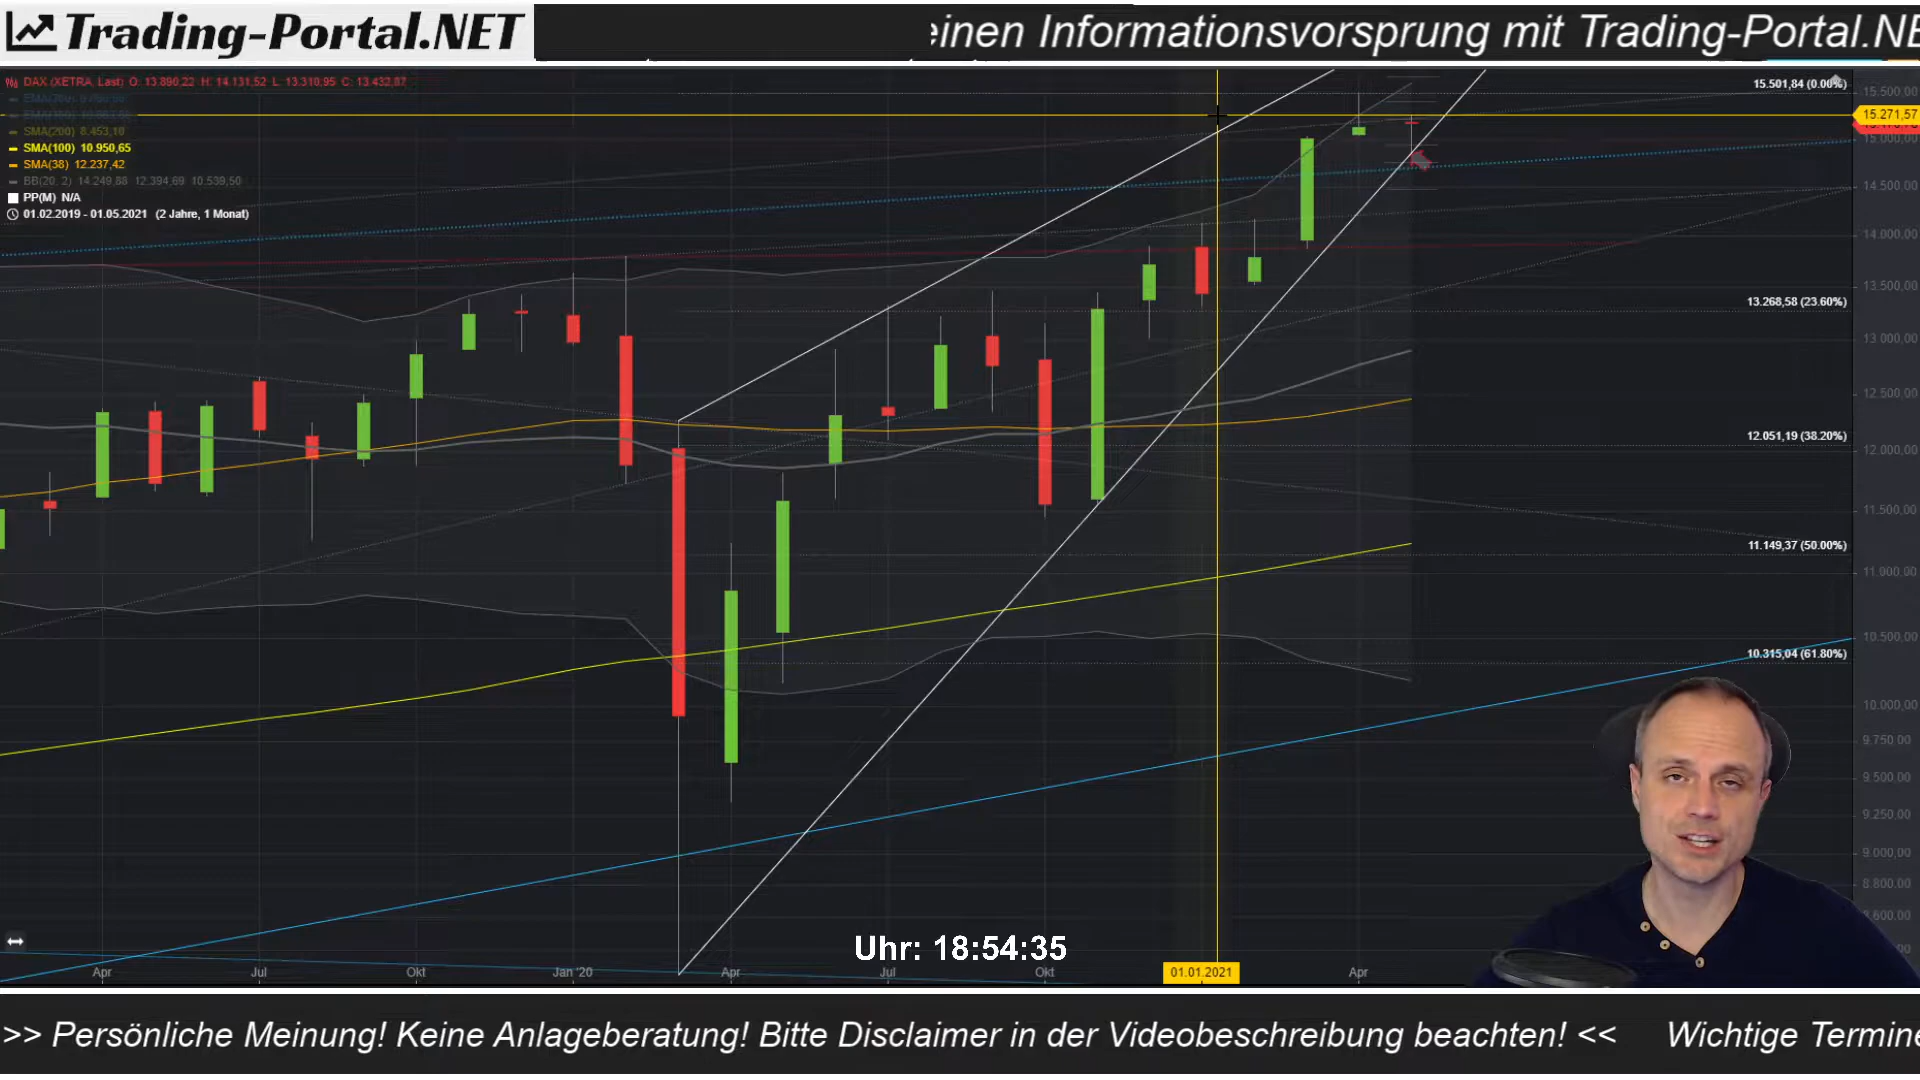 Trading-Portal.NET
einen Informationsvorsprung mit Trading-Portal.NE
DAX (XETRA, Last) O: 13.890,22 H: 14.131,52 L: 13.310,95 C: 13.432,87
SMA(200) 8.453,10
SMA(100) 10.950,65
SMA(38) 12.237,42
BB(20, 2) 14.249,88 12.394,69 10.539,50
PP(M) N/A
01.02.2019 - 01.05.2021 (2 Jahre, 1 Monat)
15.501,84 (0.00%)
15.500,00
15.271,57
15.000,00
14.500,00
14.000,00
13.500,00
13.268,58 (23.60%)
13.000,00
12.500,00
12.051,19 (38.20%)
12.000,00
11.500,00
11.149,37 (50.00%)
11.000,00
10.500,00
10.315,04 (61.80%)
10.000,00
9.750,00
9.500,00
9.250,00
9.000,00
8.800,00
Uhr: 18:54:35
Apr Jul Okt Jan '20 Apr Jul Okt 01.01.2021 Apr
>> Persönliche Meinung! Keine Anlageberatung! Bitte Disclaimer in der Videobeschreibung beachten! << Wichtige Termine